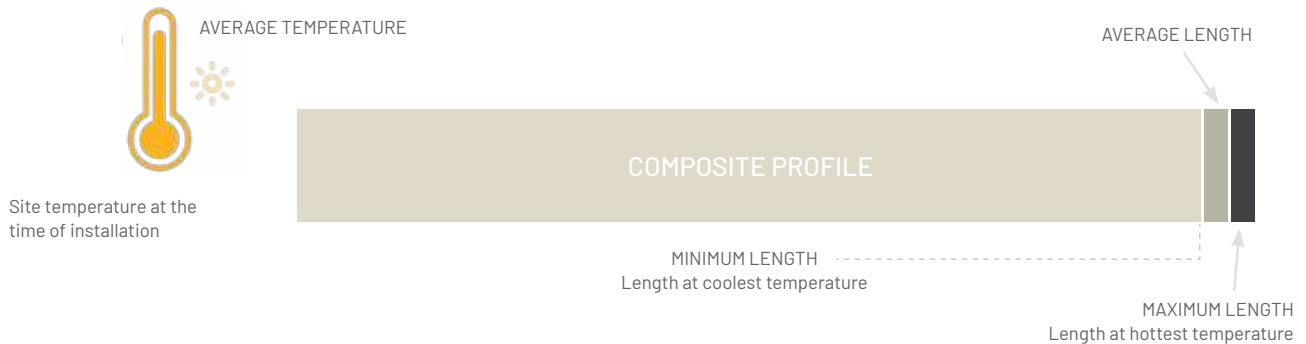 AVERAGE TEMPERATURE
AVERAGE LENGTH
COMPOSITE PROFILE
Site temperature at the
time of installation
MINIMUM LENGTH
Length at coolest temperature
MAXIMUM LENGTH
Length at hottest temperature